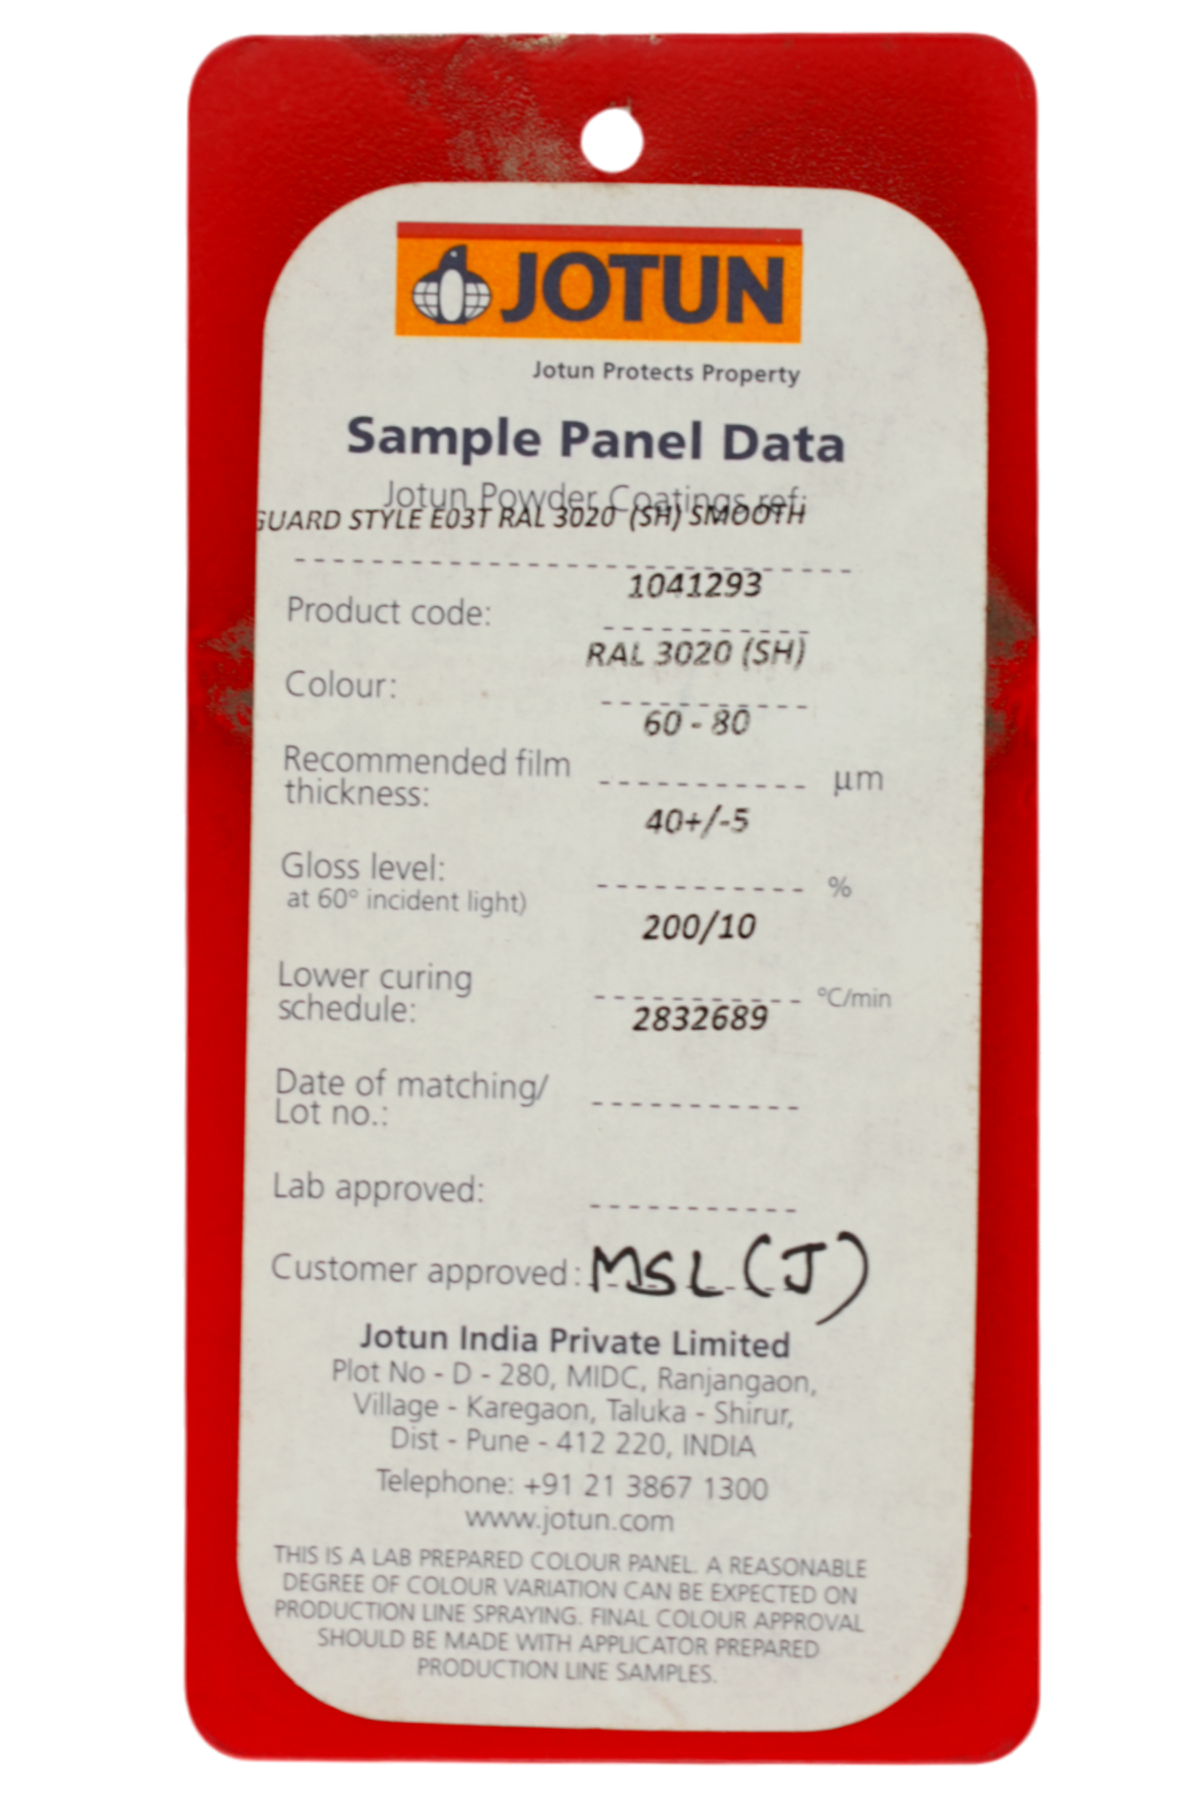 JOTUN
Jotun Protects Property
Sample Panel Data
Jotun Powder Coatings ref:
GUARD STYLE E03T RAL 3020 (SH) SMOOTH
1041293
Product code:
RAL 3020 (SH)
Colour:
60 - 80
Recommended film
thickness: µm
40+/-5
Gloss level: %
at 60° incident light)
200/10
Lower curing
schedule: °C/min
2832689
Date of matching/
Lot no.:
Lab approved:
Customer approved: MSL (J)
Jotun India Private Limited
Plot No - D - 280, MIDC, Ranjangaon,
Village - Karegaon, Taluka - Shirur,
Dist - Pune - 412 220, INDIA
Telephone: +91 21 3867 1300
www.jotun.com
THIS IS A LAB PREPARED COLOUR PANEL. A REASONABLE
DEGREE OF COLOUR VARIATION CAN BE EXPECTED ON
PRODUCTION LINE SPRAYING. FINAL COLOUR APPROVAL
SHOULD BE MADE WITH APPLICATOR PREPARED
PRODUCTION LINE SAMPLES.